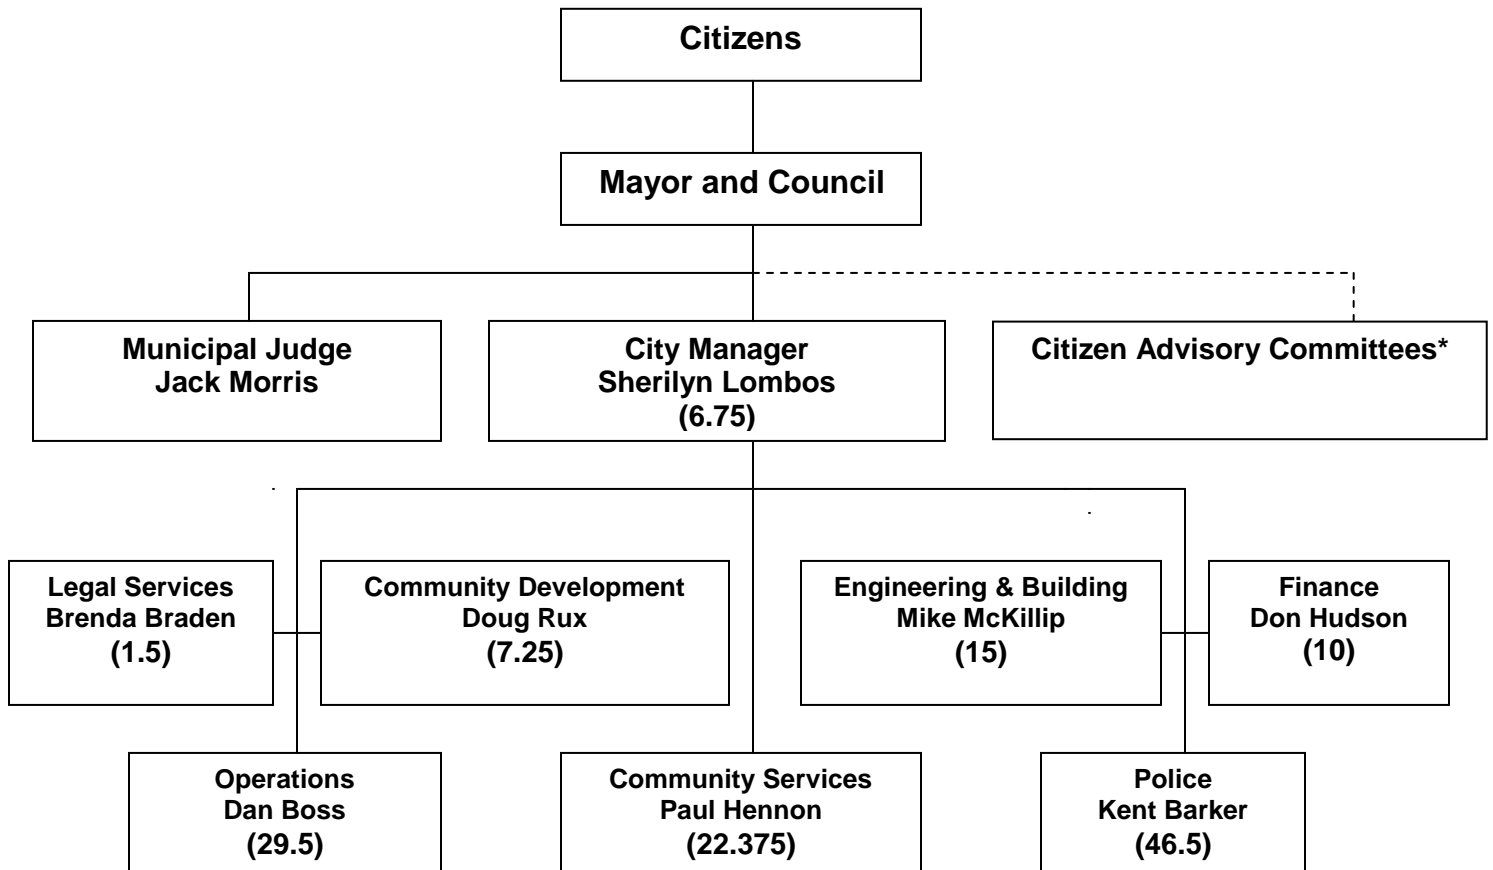 Citizens
Mayor and Council
Municipal Judge
Jack Morris
City Manager
Sherilyn Lombos
(6.75)
Citizen Advisory Committees*
Legal Services
Brenda Braden
(1.5)
Community Development
Doug Rux
(7.25)
Engineering & Building
Mike McKillip
(15)
Finance
Don Hudson
(10)
Operations
Dan Boss
(29.5)
Community Services
Paul Hennon
(22.375)
Police
Kent Barker
(46.5)